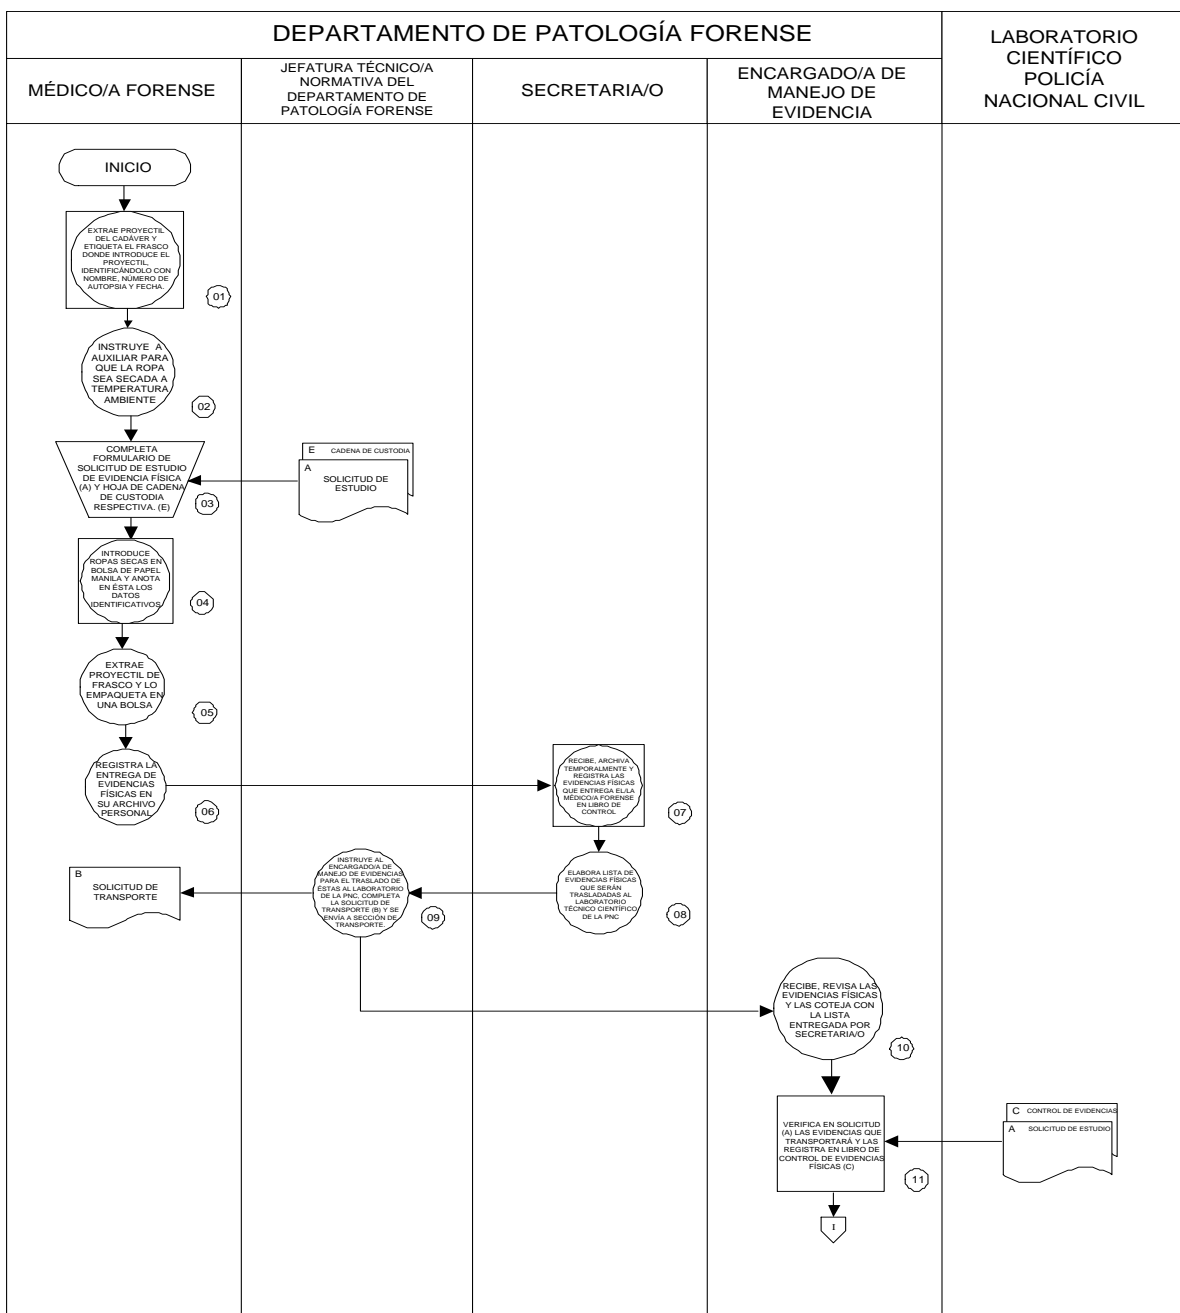 DEPARTAMENTO DE PATOLOGÍA FORENSE
LABORATORIO
CIENTÍFICO
POLICÍA
NACIONAL CIVIL
MÉDICO/A FORENSE
JEFATURA TÉCNICO/A
NORMATIVA DEL
DEPARTAMENTO DE
PATOLOGÍA FORENSE
SECRETARIA/O
ENCARGADO/A DE
MANEJO DE
EVIDENCIA
INICIO
EXTRAE PROYECTIL
DEL CADÁVER Y
ETIQUETA EL FRASCO
DONDE INTRODUCE EL
PROYECTIL,
IDENTIFICÁNDOLO CON
NOMBRE, NÚMERO DE
AUTOPSIA Y FECHA.
01
INSTRUYE A
AUXILIAR PARA
QUE LA ROPA
SEA SECADA A
TEMPERATURA
AMBIENTE
02
COMPLETA
FORMULARIO DE
SOLICITUD DE ESTUDIO
DE EVIDENCIA FÍSICA
(A) Y HOJA DE CADENA
DE CUSTODIA
RESPECTIVA. (E)
03
E CADENA DE CUSTODIA
A
SOLICITUD DE
ESTUDIO
INTRODUCE
ROPAS SECAS EN
BOLSA DE PAPEL
MANILA Y ANOTA
EN ÉSTA LOS
DATOS
IDENTIFICATIVOS
04
EXTRAE
PROYECTIL DE
FRASCO Y LO
EMPAQUETA EN
UNA BOLSA
05
REGISTRA LA
ENTREGA DE
EVIDENCIAS
FÍSICAS EN
SU ARCHIVO
PERSONAL
06
RECIBE, ARCHIVA
TEMPORALMENTE Y
REGISTRA LAS
EVIDENCIAS FÍSICAS
QUE ENTREGA EL/LA
MÉDICO/A FORENSE
EN LIBRO DE
CONTROL
07
ELABORA LISTA DE
EVIDENCIAS FÍSICAS
QUE SERÁN
TRASLADADAS AL
LABORATORIO
TÉCNICO CIENTÍFICO
DE LA PNC
08
INSTRUYE AL
ENCARGADO/A DE
MANEJO DE EVIDENCIAS
PARA EL TRASLADO DE
ÉSTAS AL LABORATORIO
DE LA PNC, COMPLETA
LA SOLICITUD DE
TRANSPORTE (B) Y SE
ENVÍA A SECCIÓN DE
TRANSPORTE.
09
B
SOLICITUD DE
TRANSPORTE
RECIBE, REVISA LAS
EVIDENCIAS FÍSICAS
Y LAS COTEJA CON
LA LISTA
ENTREGADA POR
SECRETARIA/O
10
VERIFICA EN SOLICITUD
(A) LAS EVIDENCIAS QUE
TRANSPORTARÁ Y LAS
REGISTRA EN LIBRO DE
CONTROL DE EVIDENCIAS
FÍSICAS (C)
11
C CONTROL DE EVIDENCIAS
A SOLICITUD DE ESTUDIO
I